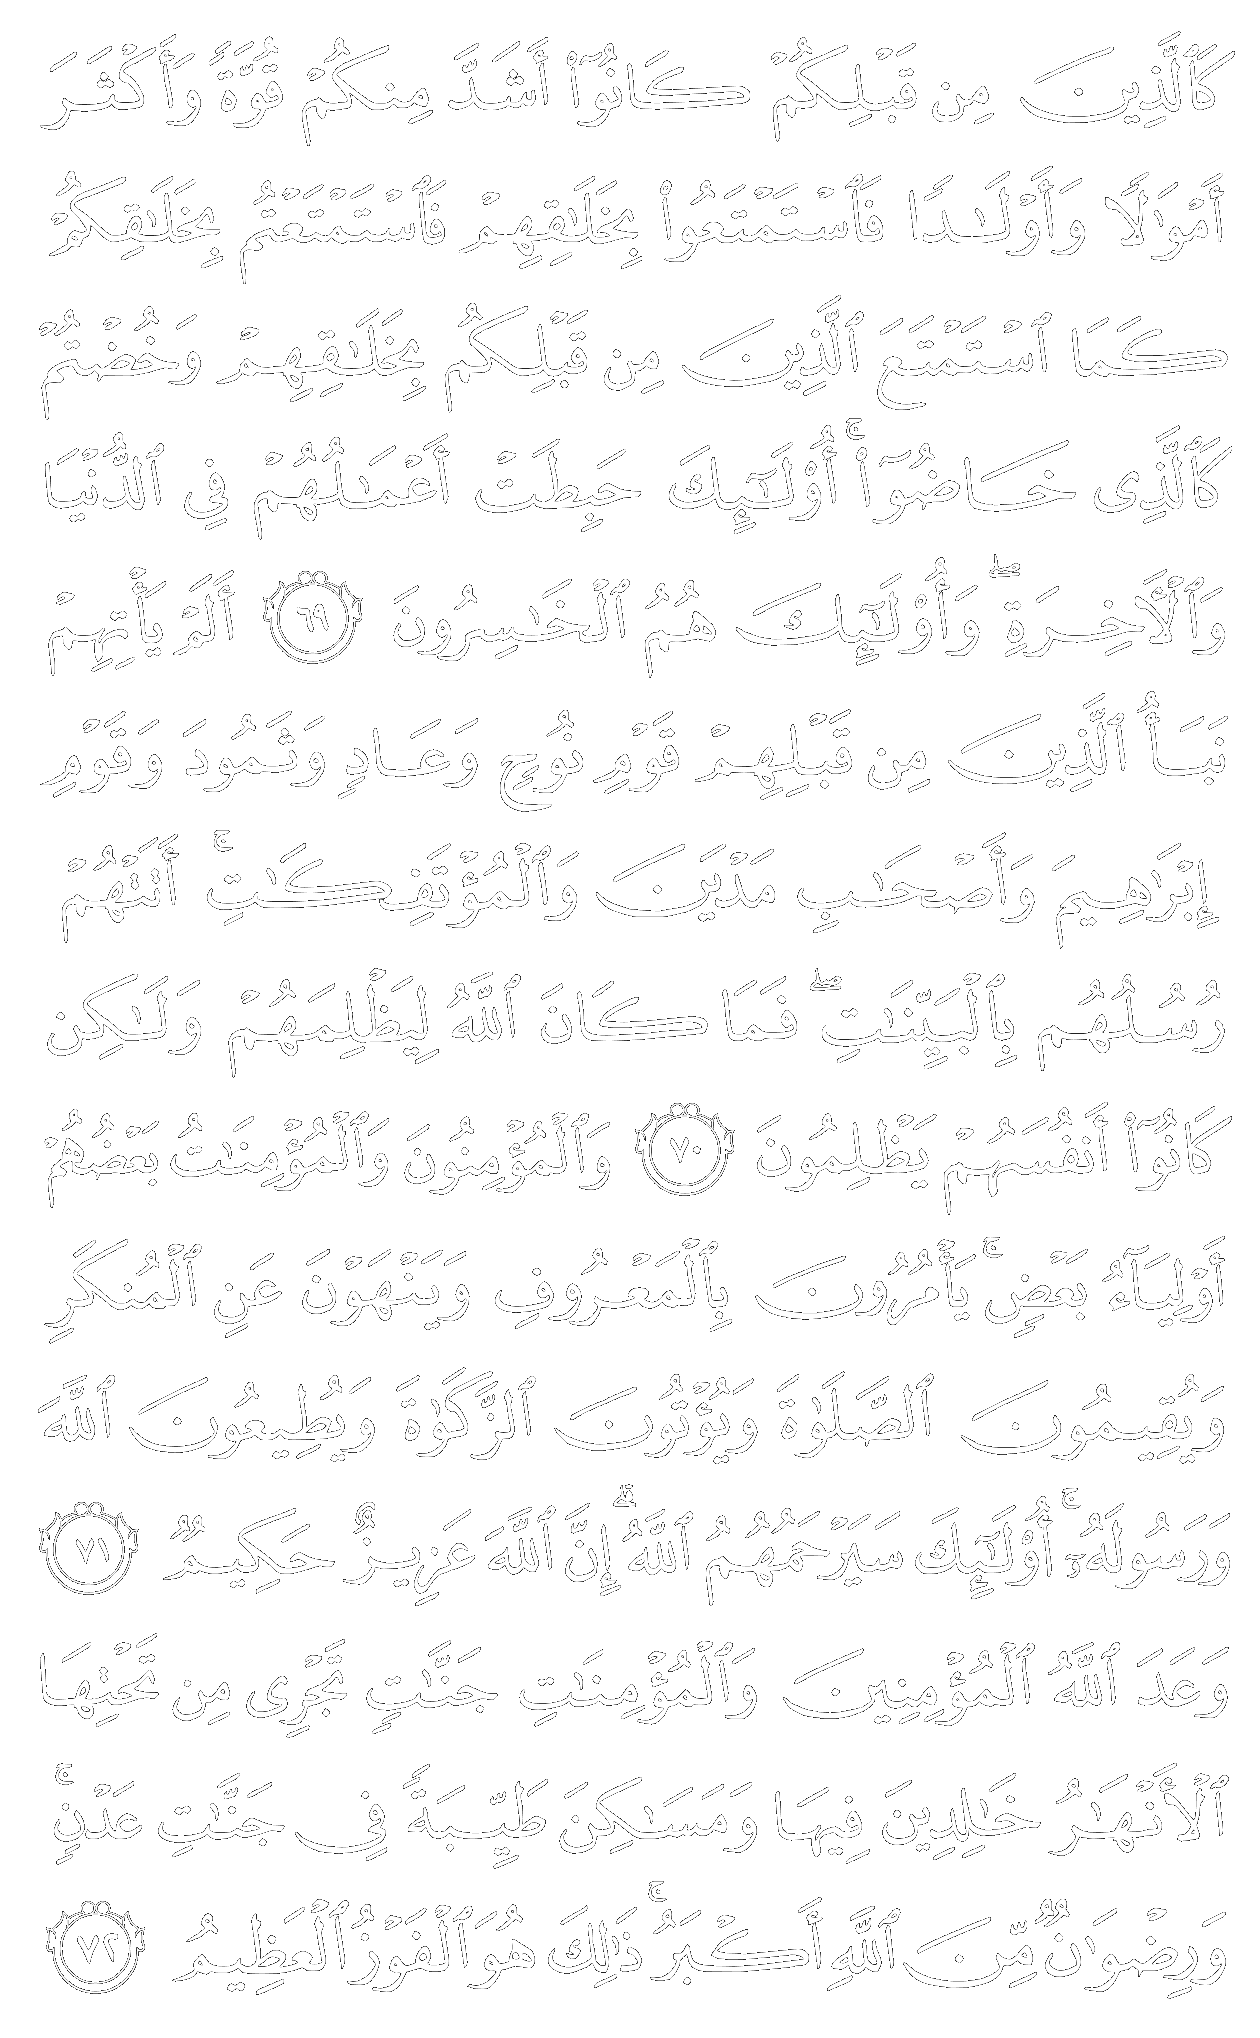 كَٱلَّذِينَ مِن قَبْلِكُمْ كَانُوٓا۟ أَشَدَّ مِنكُمْ قُوَّةً وَأَكْثَرَ
أَمْوَٰلًا وَأَوْلَـٰدًا فَٱسْتَمْتَعُوا۟ بِخَلَـٰقِهِمْ فَٱسْتَمْتَعْتُم بِخَلَـٰقِكُمْ
كَمَا ٱسْتَمْتَعَ ٱلَّذِينَ مِن قَبْلِكُم بِخَلَـٰقِهِمْ وَخُضْتُمْ
كَٱلَّذِى خَاضُوٓا۟ ۚ أُو۟لَـٰٓئِكَ حَبِطَتْ أَعْمَـٰلُهُمْ فِى ٱلدُّنْيَا
وَٱلْـَٔاخِرَةِ ۖ وَأُو۟لَـٰٓئِكَ هُمُ ٱلْخَـٰسِرُونَ ٦٩ أَلَمْ يَأْتِهِمْ
نَبَأُ ٱلَّذِينَ مِن قَبْلِهِمْ قَوْمِ نُوحٍ وَعَادٍ وَثَمُودَ وَقَوْمِ
إِبْرَٰهِيمَ وَأَصْحَـٰبِ مَدْيَنَ وَٱلْمُؤْتَفِكَـٰتِ ۚ أَتَتْهُمْ
رُسُلُهُم بِٱلْبَيِّنَـٰتِ ۖ فَمَا كَانَ ٱللَّهُ لِيَظْلِمَهُمْ وَلَـٰكِن
كَانُوٓا۟ أَنفُسَهُمْ يَظْلِمُونَ ٧٠ وَٱلْمُؤْمِنُونَ وَٱلْمُؤْمِنَـٰتُ بَعْضُهُمْ
أَوْلِيَآءُ بَعْضٍ ۚ يَأْمُرُونَ بِٱلْمَعْرُوفِ وَيَنْهَوْنَ عَنِ ٱلْمُنكَرِ
وَيُقِيمُونَ ٱلصَّلَوٰةَ وَيُؤْتُونَ ٱلزَّكَوٰةَ وَيُطِيعُونَ ٱللَّهَ
وَرَسُولَهُۥٓ ۚ أُو۟لَـٰٓئِكَ سَيَرْحَمُهُمُ ٱللَّهُ ۗ إِنَّ ٱللَّهَ عَزِيزٌ حَكِيمٌ ٧١
وَعَدَ ٱللَّهُ ٱلْمُؤْمِنِينَ وَٱلْمُؤْمِنَـٰتِ جَنَّـٰتٍ تَجْرِى مِن تَحْتِهَا
ٱلْأَنْهَـٰرُ خَـٰلِدِينَ فِيهَا وَمَسَـٰكِنَ طَيِّبَةً فِى جَنَّـٰتِ عَدْنٍ ۚ
وَرِضْوَٰنٌ مِّنَ ٱللَّهِ أَكْبَرُ ۚ ذَٰلِكَ هُوَ ٱلْفَوْزُ ٱلْعَظِيمُ ٧٢